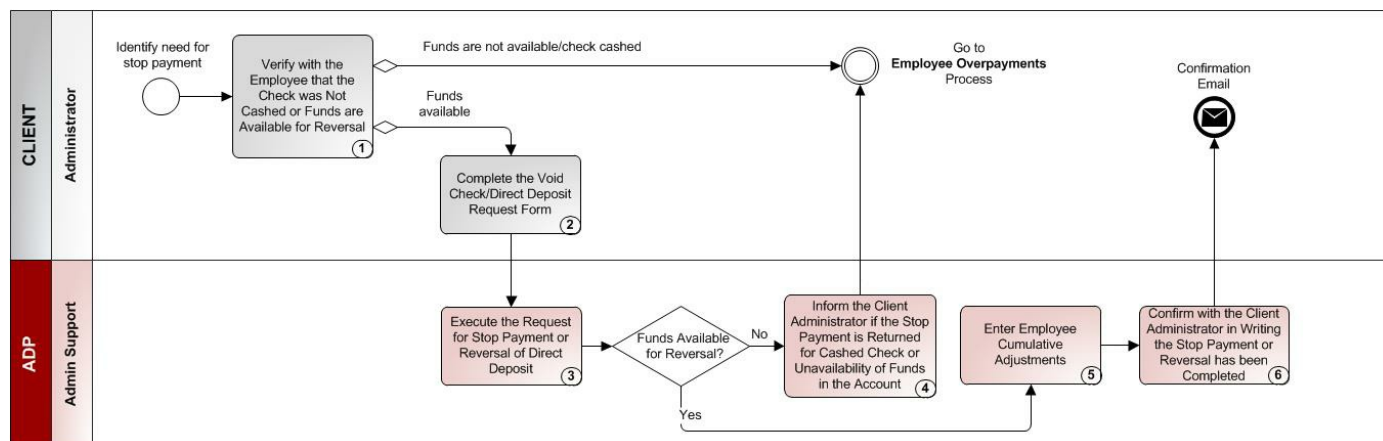 CLIENT
Administrator
Identify need for
stop payment
Verify with the
Employee that the
Check was Not
Cashed or Funds are
Available for Reversal
1
Funds are not available/check cashed
Funds
available
Go to
Employee Overpayments
Process
Confirmation
Email
Complete the Void
Check/Direct Deposit
Request Form
2
ADP
Admin Support
Execute the Request
for Stop Payment or
Reversal of Direct
Deposit
3
Funds Available
for Reversal?
No
Yes
Inform the Client
Administrator if the Stop
Payment is Returned
for Cashed Check or
Unavailability of Funds
in the Account
4
Enter Employee
Cumulative
Adjustments
5
Confirm with the Client
Administrator in Writing
the Stop Payment or
Reversal has been
Completed
6